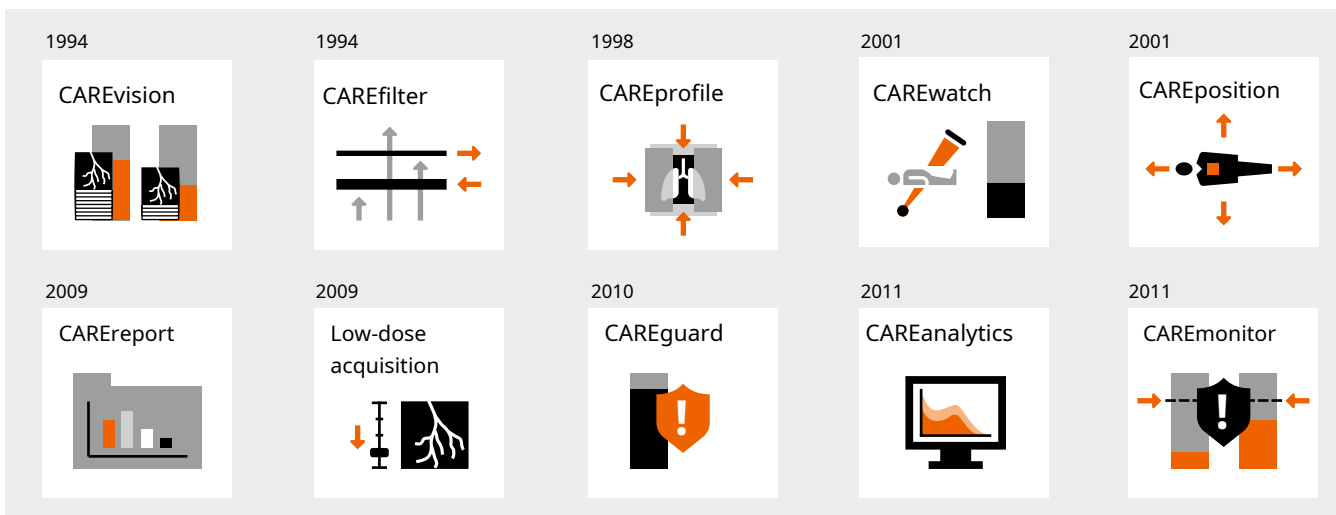 1994
CAREvision
1994
CAREfilter
1998
CAREprofile
2001
CAREwatch
2001
CAREposition
2009
CAREreport
2009
Low-dose
acquisition
2010
CAREguard
2011
CAREanalytics
2011
CAREmonitor